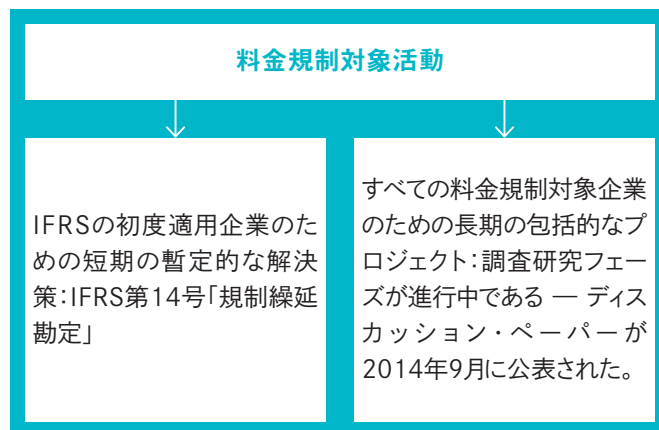 料金規制対象活動
IFRSの初度適用企業のた
めの短期の暫定的な解決
策:IFRS第14号「規制繰延
勘定」
すべての料金規制対象企業
のための長期の包括的なプ
ロジェクト:調査研究フェー
ズが進行中である — ディス
カッション・ペーパーが
2014年9月に公表された。